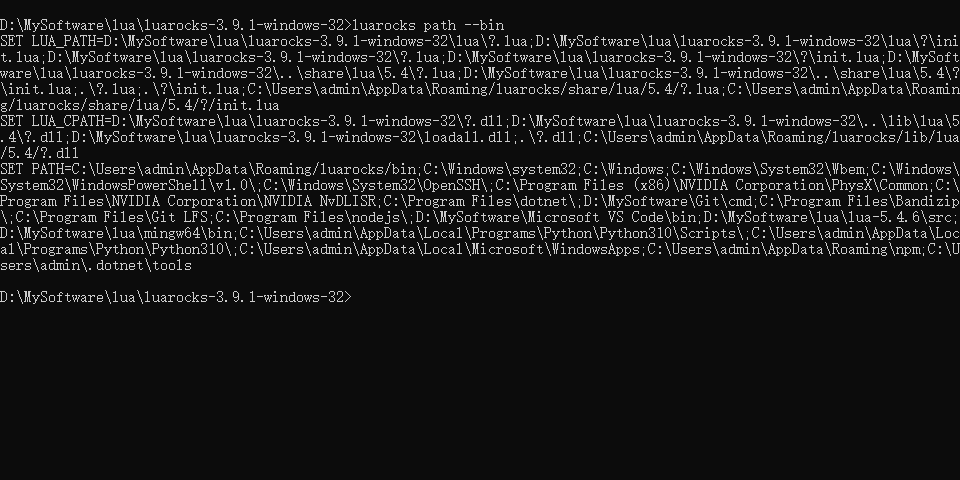 D:\MySoftware\lua\luarocks-3.9.1-windows-32>luarocks path --bin
SET LUA_PATH=D:\MySoftware\lua\luarocks-3.9.1-windows-32\lua\?.lua;D:\MySoftware\lua\luarocks-3.9.1-windows-32\lua\?\ini
t.lua;D:\MySoftware\lua\luarocks-3.9.1-windows-32\?.lua;D:\MySoftware\lua\luarocks-3.9.1-windows-32\?\init.lua;D:\MySoft
ware\lua\luarocks-3.9.1-windows-32\..\share\lua\5.4\?.lua;D:\MySoftware\lua\luarocks-3.9.1-windows-32\..\share\lua\5.4\?
\init.lua;.\?.lua;.\?\init.lua;C:\Users\admin\AppData\Roaming/luarocks/share/lua/5.4/?.lua;C:\Users\admin\AppData\Roamin
g/luarocks/share/lua/5.4/?/init.lua
SET LUA_CPATH=D:\MySoftware\lua\luarocks-3.9.1-windows-32\?.dll;D:\MySoftware\lua\luarocks-3.9.1-windows-32\..\lib\lua\5
.4\?.dll;D:\MySoftware\lua\luarocks-3.9.1-windows-32\loadall.dll;.\?.dll;C:\Users\admin\AppData\Roaming/luarocks/lib/lua
/5.4/?.dll
SET PATH=C:\Users\admin\AppData\Roaming/luarocks/bin;C:\Windows\system32;C:\Windows;C:\Windows\System32\Wbem;C:\Windows\
System32\WindowsPowerShell\v1.0\;C:\Windows\System32\OpenSSH\;C:\Program Files (x86)\NVIDIA Corporation\PhysX\Common;C:\
Program Files\NVIDIA Corporation\NVIDIA NvDLISR;C:\Program Files\dotnet\;D:\MySoftware\Git\cmd;C:\Program Files\Bandizip
\;C:\Program Files\Git LFS;C:\Program Files\nodejs\;D:\MySoftware\Microsoft VS Code\bin;D:\MySoftware\lua\lua-5.4.6\src;
D:\MySoftware\lua\mingw64\bin;C:\Users\admin\AppData\Local\Programs\Python\Python310\Scripts\;C:\Users\admin\AppData\Loc
al\Programs\Python\Python310\;C:\Users\admin\AppData\Local\Microsoft\WindowsApps;C:\Users\admin\AppData\Roaming\npm;C:\U
sers\admin\.dotnet\tools
D:\MySoftware\lua\luarocks-3.9.1-windows-32>